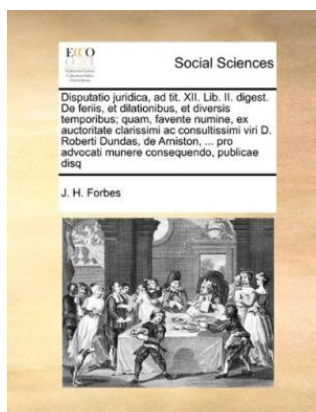 ECCO
Social Sciences
Disputatio juridica, ad tit. XII. Lib. II. digest.
De feriis, et dilationibus, et diversis
temporibus; quam, favente numine, ex
auctoritate clarissimi ac consultissimi viri D.
Roberti Dundas, de Arniston, ... pro
advocati munere consequendo, publicae
disq
J. H. Forbes